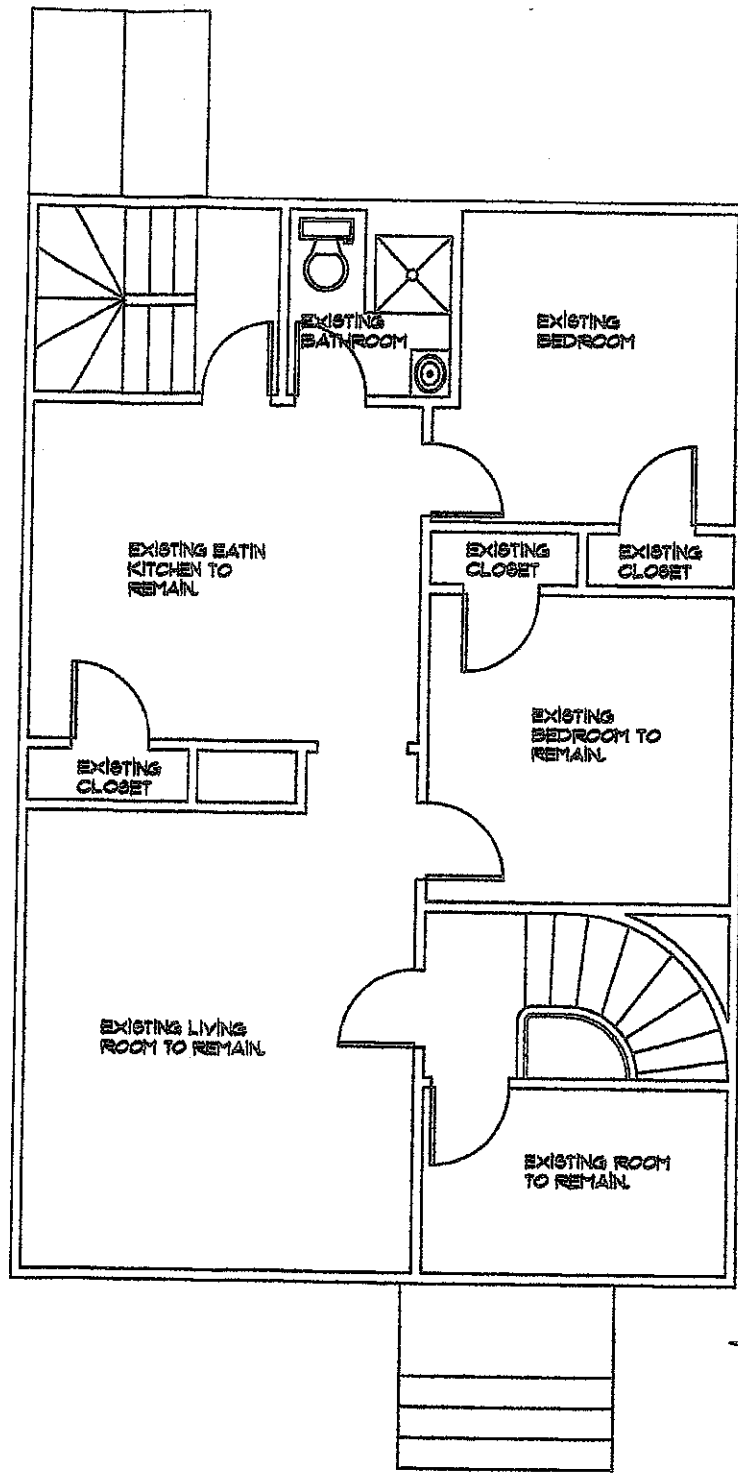 EXISTING
BATHROOM
EXISTING
BEDROOM
EXISTING EATIN
KITCHEN TO
REMAIN.
EXISTING
CLOSET
EXISTING
CLOSET
EXISTING
BEDROOM TO
REMAIN.
EXISTING
CLOSET
EXISTING LIVING
ROOM TO REMAIN.
EXISTING ROOM
TO REMAIN.